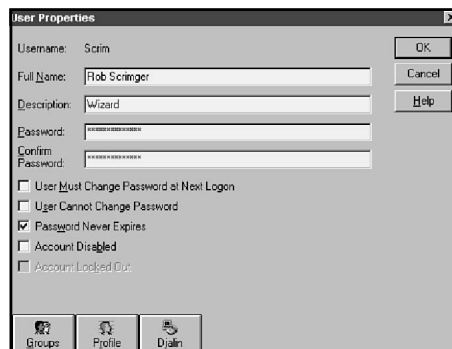 User Properties
Username: Scrim
OK
Full Name: Rob Scrimger
Cancel
Description: Wizard
Help
Password: **************
Confirm
Password: **************
User Must Change Password at Next Logon
User Cannot Change Password
Password Never Expires
Account Disabled
Account Locked Out
Groups
Profile
Dialin